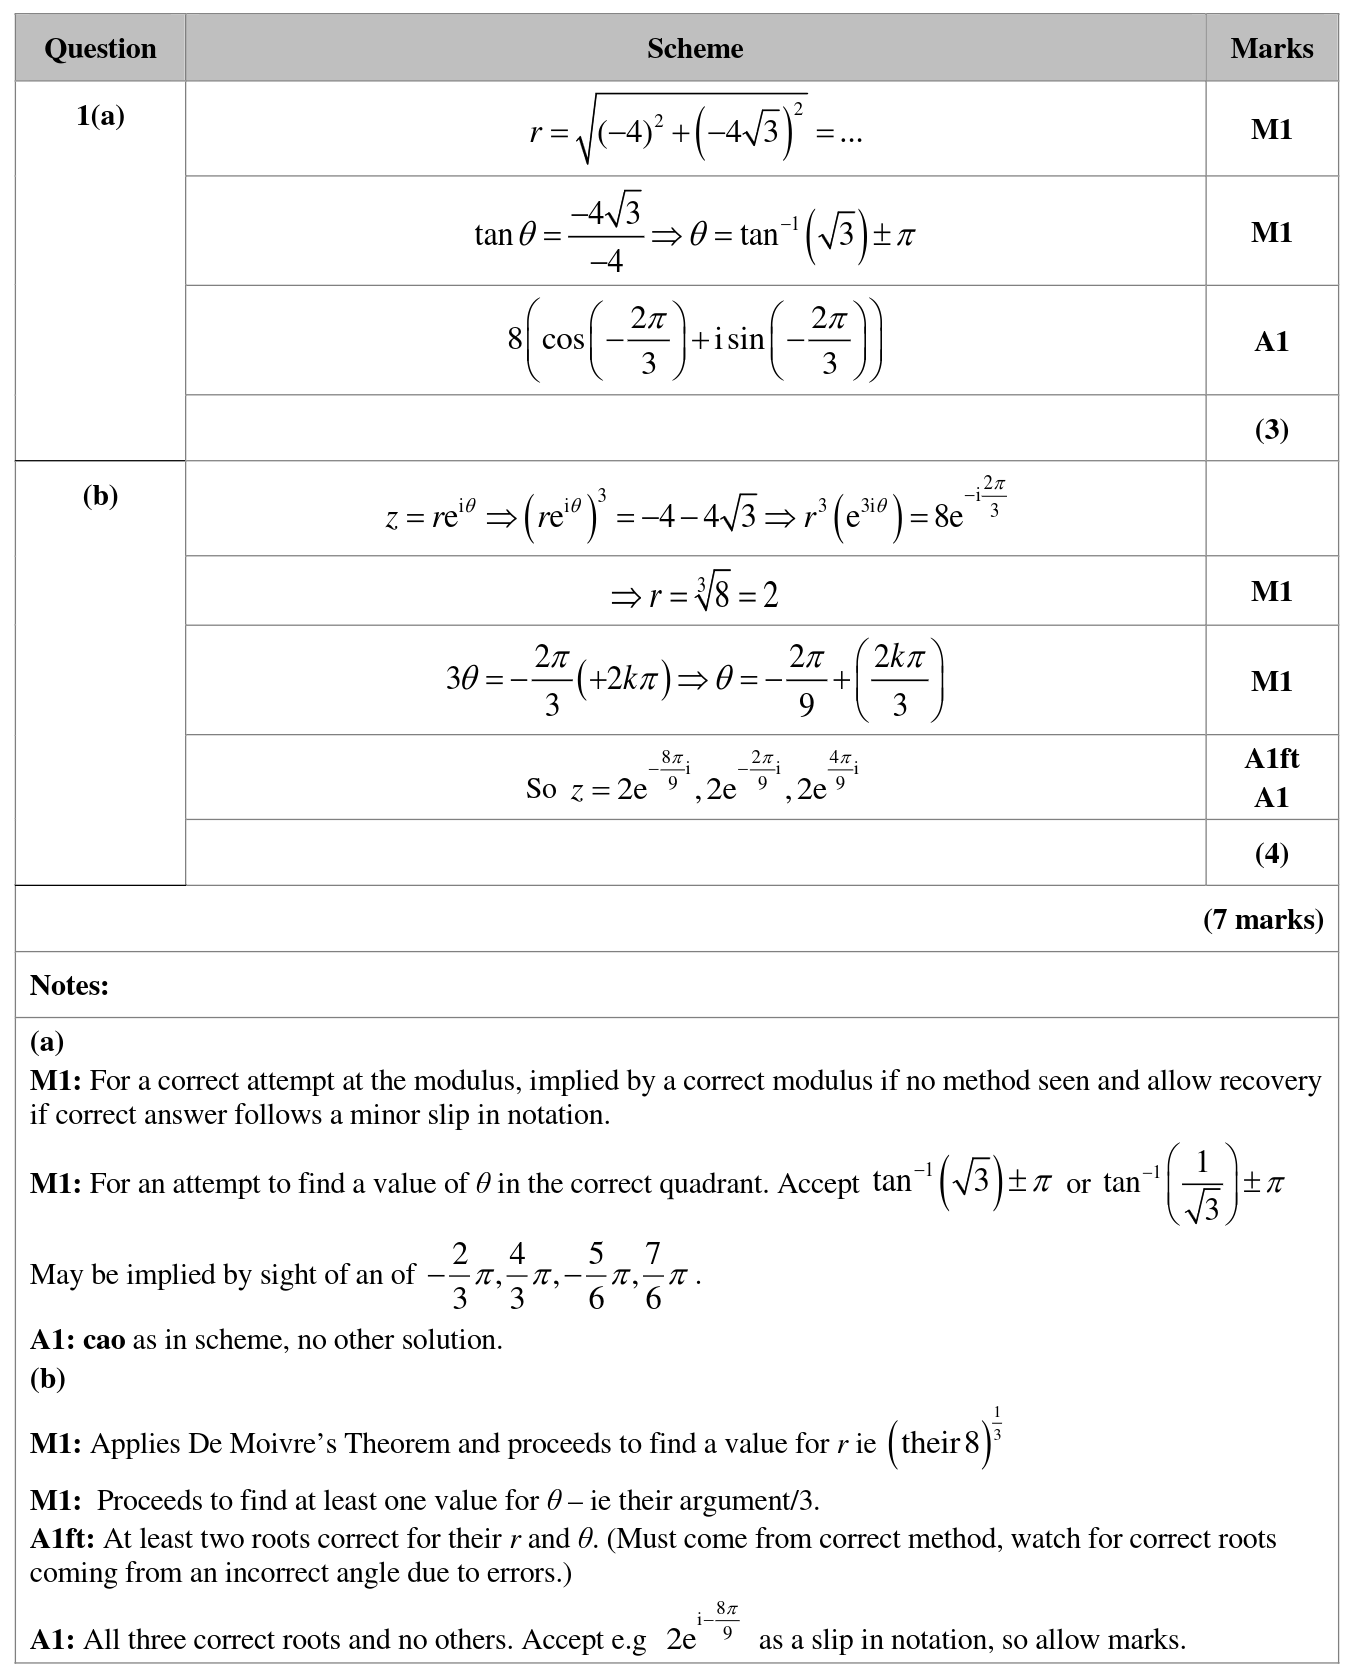 Question Scheme Marks
1(a) $r = \sqrt{(-4)^2 + \left(-4\sqrt{3}\right)^2} = ...$ M1
$\tan\theta = \dfrac{-4\sqrt{3}}{-4} \Rightarrow \theta = \tan^{-1}\left(\sqrt{3}\right) \pm \pi$ M1
$8\left(\cos\left(-\dfrac{2\pi}{3}\right) + \mathrm{i}\sin\left(-\dfrac{2\pi}{3}\right)\right)$ A1
(3)
(b) $z = r\mathrm{e}^{\mathrm{i}\theta} \Rightarrow \left(r\mathrm{e}^{\mathrm{i}\theta}\right)^3 = -4 - 4\sqrt{3} \Rightarrow r^3\left(\mathrm{e}^{3\mathrm{i}\theta}\right) = 8\mathrm{e}^{-\mathrm{i}\frac{2\pi}{3}}$
$\Rightarrow r = \sqrt[3]{8} = 2$ M1
$3\theta = -\dfrac{2\pi}{3}\left(+2k\pi\right) \Rightarrow \theta = -\dfrac{2\pi}{9} + \left(\dfrac{2k\pi}{3}\right)$ M1
So $z = 2\mathrm{e}^{-\frac{8\pi}{9}\mathrm{i}}, 2\mathrm{e}^{-\frac{2\pi}{9}\mathrm{i}}, 2\mathrm{e}^{\frac{4\pi}{9}\mathrm{i}}$ A1ft
A1
(4)
(7 marks)
Notes:
(a)
M1: For a correct attempt at the modulus, implied by a correct modulus if no method seen and allow recovery
if correct answer follows a minor slip in notation.
M1: For an attempt to find a value of $\theta$ in the correct quadrant. Accept $\tan^{-1}\left(\sqrt{3}\right) \pm \pi$ or $\tan^{-1}\left(\dfrac{1}{\sqrt{3}}\right) \pm \pi$
May be implied by sight of an of $-\dfrac{2}{3}\pi, \dfrac{4}{3}\pi, -\dfrac{5}{6}\pi, \dfrac{7}{6}\pi$ .
A1: cao as in scheme, no other solution.
(b)
M1: Applies De Moivre’s Theorem and proceeds to find a value for $r$ ie $\left(\text{their}\,8\right)^{\frac{1}{3}}$
M1: Proceeds to find at least one value for $\theta$ – ie their argument/3.
A1ft: At least two roots correct for their $r$ and $\theta$. (Must come from correct method, watch for correct roots
coming from an incorrect angle due to errors.)
A1: All three correct roots and no others. Accept e.g $2\mathrm{e}^{\mathrm{i}-\frac{8\pi}{9}}$ as a slip in notation, so allow marks.